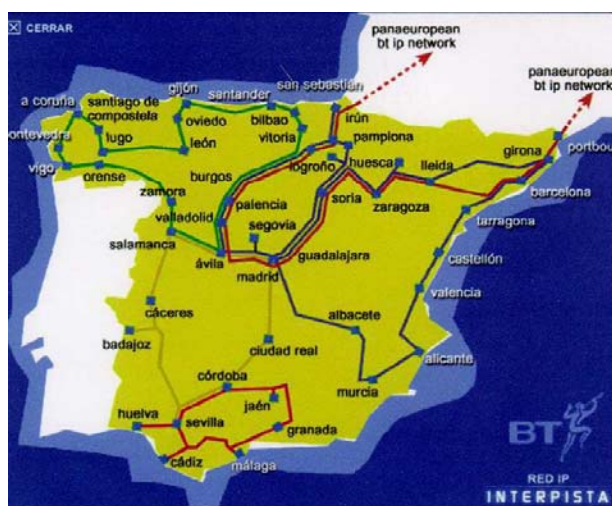 CERRAR
panaeuropean
bt ip network
panaeuropean
bt ip network
gijón
santander
san sebastián
a coruña
santiago de
compostela
oviedo
bilbao
irún
pontevedra
lugo
león
vitoria
pamplona
girona
portbou
vigo
orense
burgos
logroño
huesca
lleida
zamora
palencia
soria
zaragoza
barcelona
valladolid
segovia
tarragona
salamanca
ávila
madrid
guadalajara
castellón
cáceres
albacete
valencia
badajoz
ciudad real
alicante
córdoba
murcia
huelva
sevilla
jaén
granada
cádiz
málaga
BT
RED IP
INTERPISTA